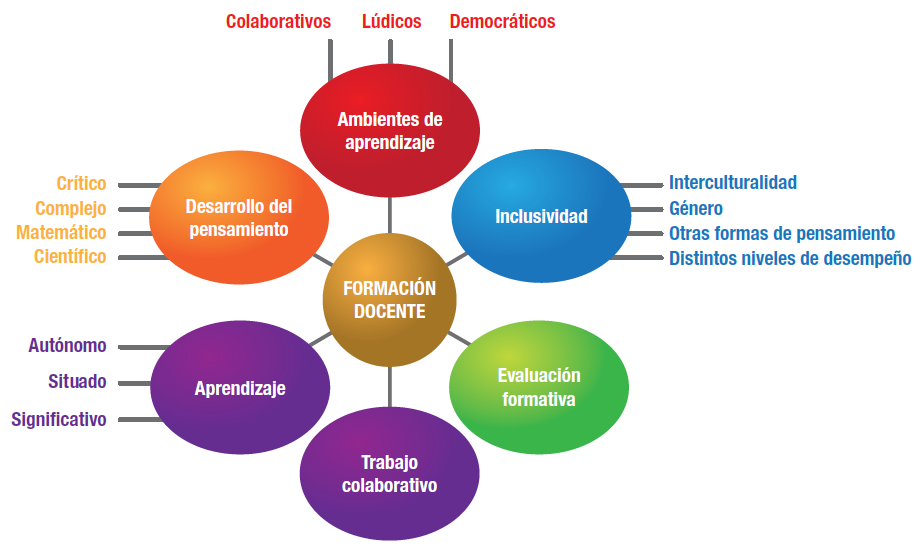 Colaborativos Lúdicos Democráticos
Ambientes de
aprendizaje
Crítico
Complejo
Matemático
Científico
Desarrollo del
pensamiento
Inclusividad
Interculturalidad
Género
Otras formas de pensamiento
Distintos niveles de desempeño
FORMACIÓN
DOCENTE
Autónomo
Situado
Significativo
Aprendizaje
Evaluación
formativa
Trabajo
colaborativo